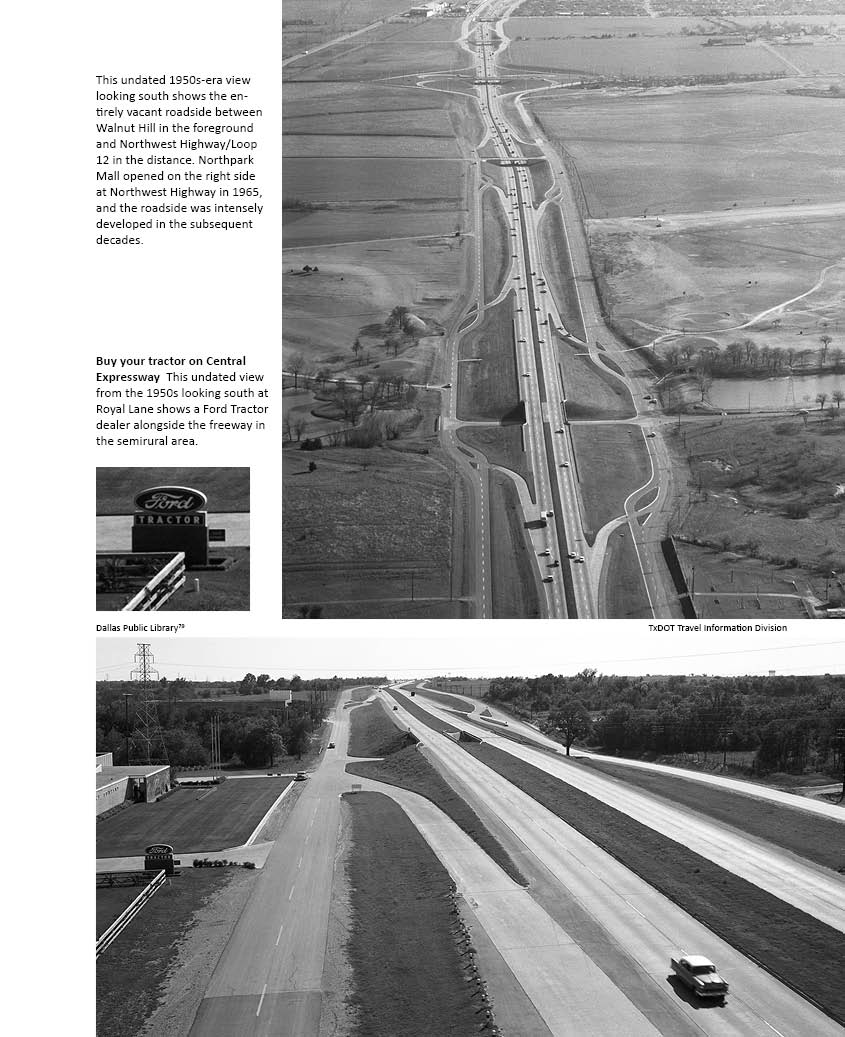 This undated 1950s-era view
looking south shows the en-
tirely vacant roadside between
Walnut Hill in the foreground
and Northwest Highway/Loop
12 in the distance. Northpark
Mall opened on the right side
at Northwest Highway in 1965,
and the roadside was intensely
developed in the subsequent
decades.
Buy your tractor on Central
Expressway  This undated view
from the 1950s looking south at
Royal Lane shows a Ford Tractor
dealer alongside the freeway in
the semirural area.
Ford
TRACTOR
Dallas Public Library⁷⁹
TxDOT Travel Information Division
Ford
TRACTOR